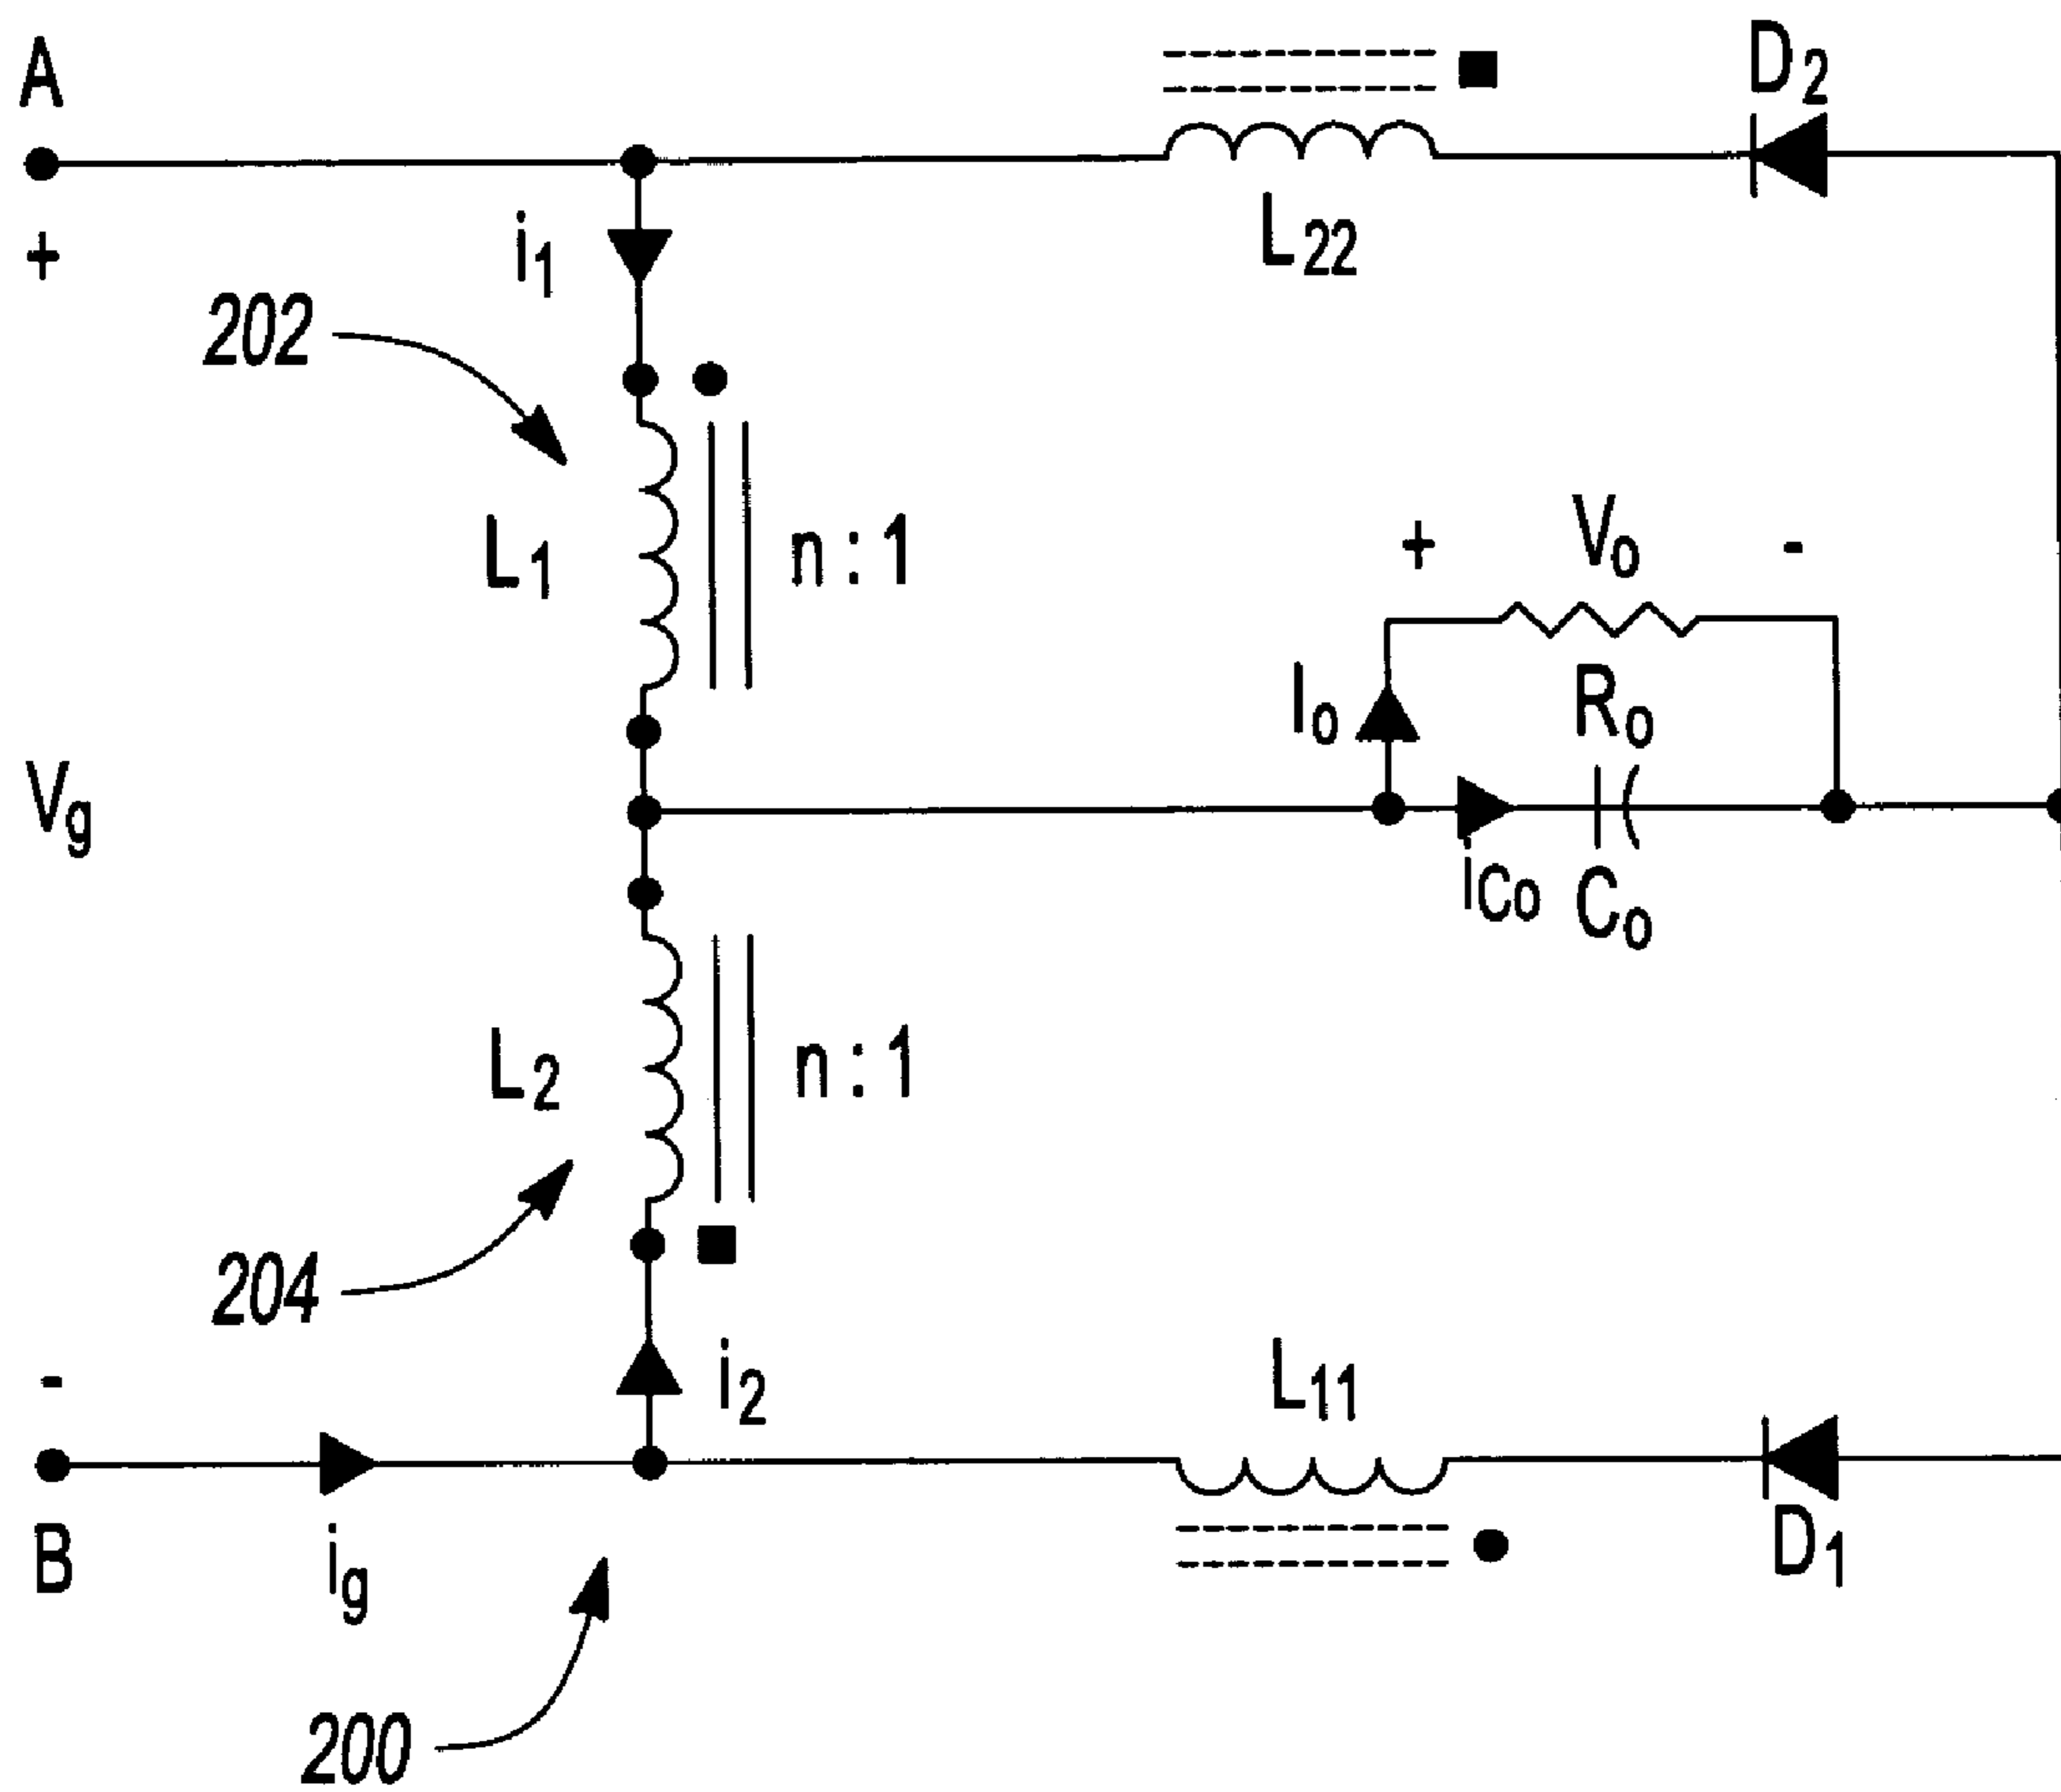 A
D2
+
i1
L22
202
L1
n:1
+ Vo -
Io
Ro
Vg
iCo
Co
L2
n:1
204
-
i2
L11
B
ig
D1
200